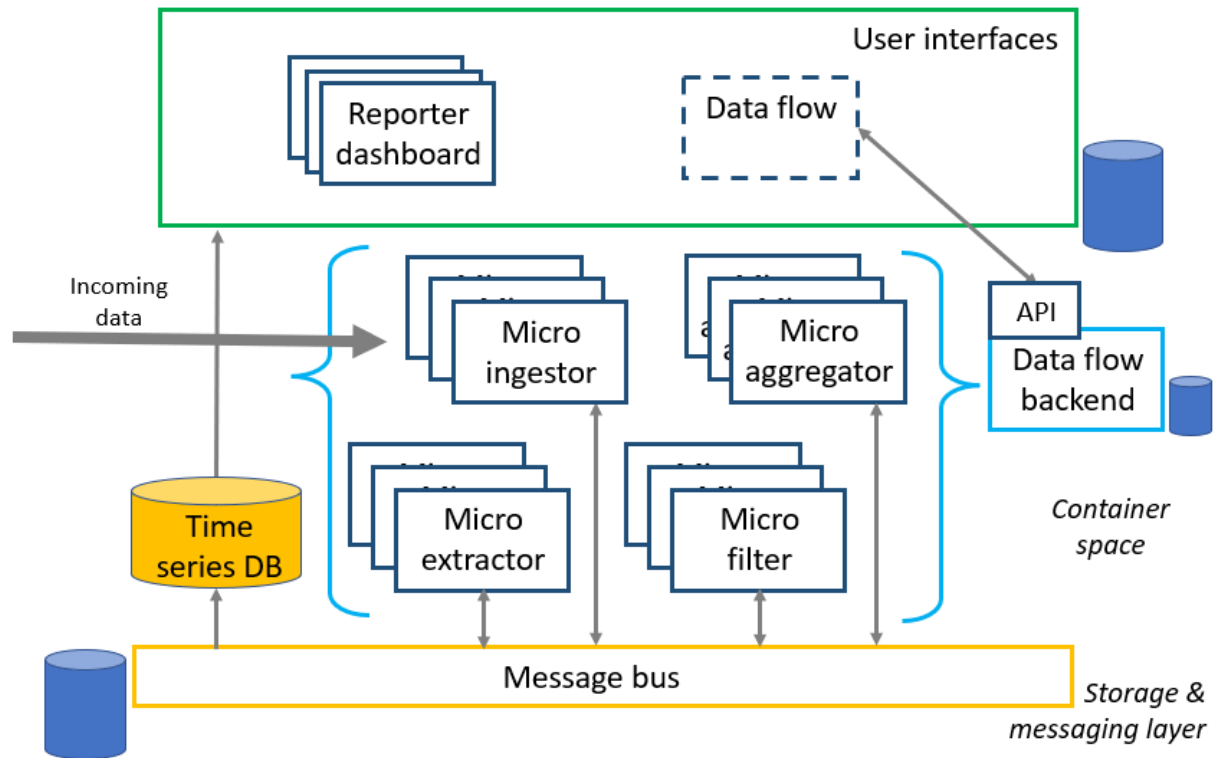 User interfaces
Reporter
dashboard
Data flow
Incoming
data
Micro
ingestor
Micro
aggregator
API
Data flow
backend
Time
series DB
Micro
extractor
Micro
filter
Container
space
Message bus
Storage &
messaging layer